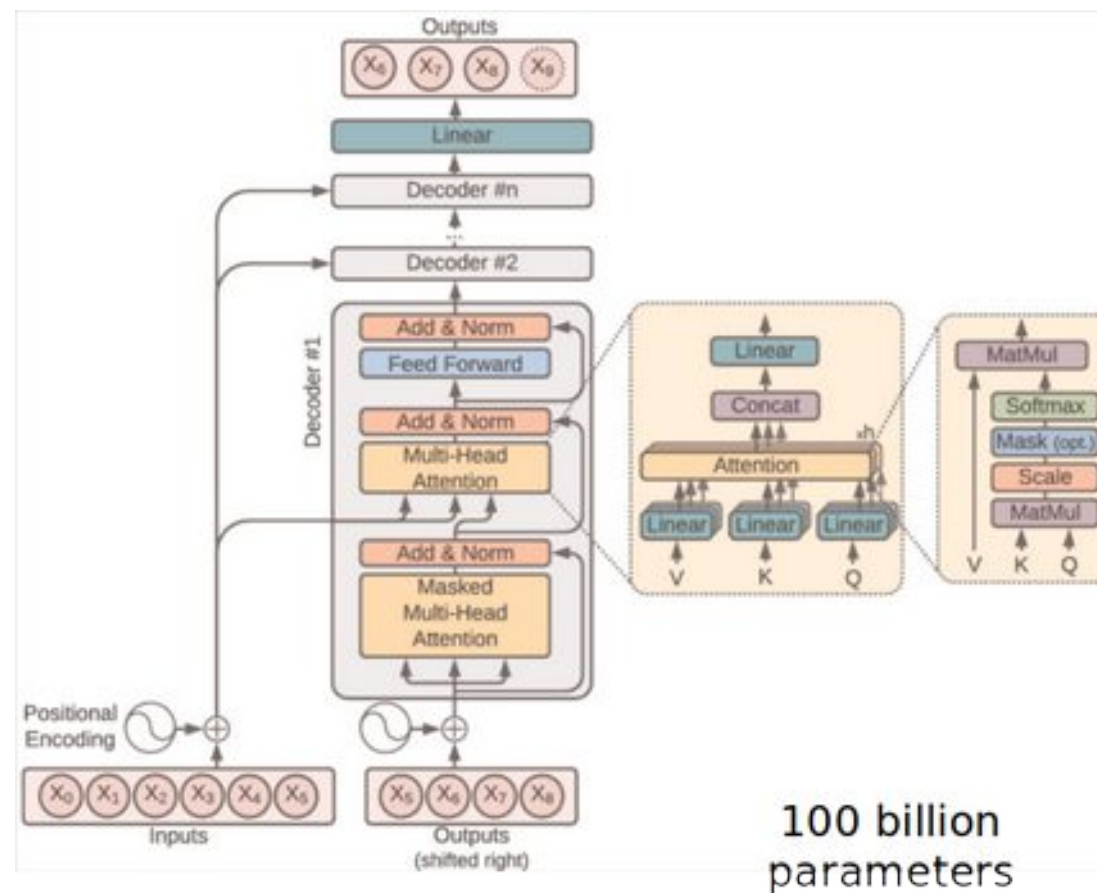 Outputs
X6 X7 X8 X9
Linear
Decoder #n
...
Decoder #2
Decoder #1
Add & Norm
Feed Forward
Add & Norm
Multi-Head
Attention
Add & Norm
Masked
Multi-Head
Attention
Linear
Concat
xh
Attention
Linear Linear Linear
V K Q
MatMul
Softmax
Mask (opt.)
Scale
MatMul
V K Q
Positional
Encoding
X0 X1 X2 X3 X4 X5
Inputs
X5 X6 X7 X8
Outputs
(shifted right)
100 billion
parameters